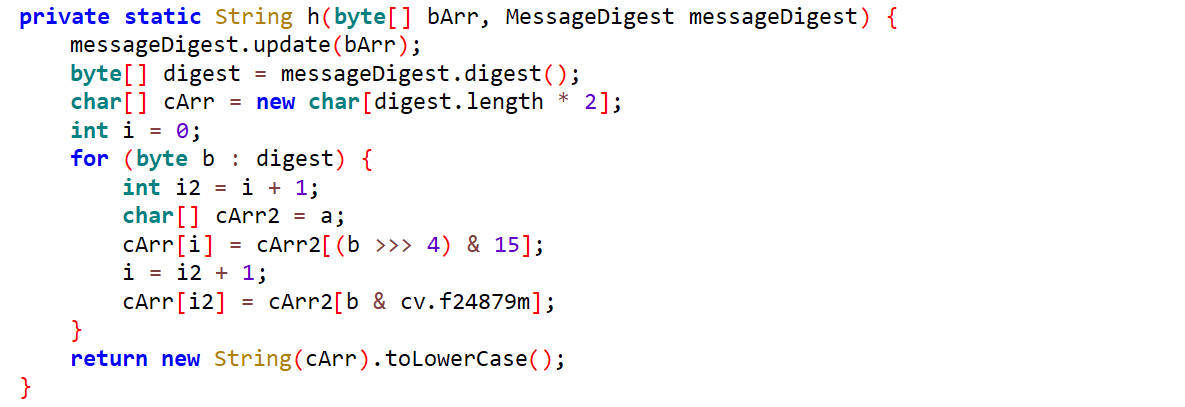 private static String h(byte[] bArr, MessageDigest messageDigest) {
    messageDigest.update(bArr);
    byte[] digest = messageDigest.digest();
    char[] cArr = new char[digest.length * 2];
    int i = 0;
    for (byte b : digest) {
        int i2 = i + 1;
        char[] cArr2 = a;
        cArr[i] = cArr2[(b >>> 4) & 15];
        i = i2 + 1;
        cArr[i2] = cArr2[b & cv.f24879m];
    }
    return new String(cArr).toLowerCase();
}